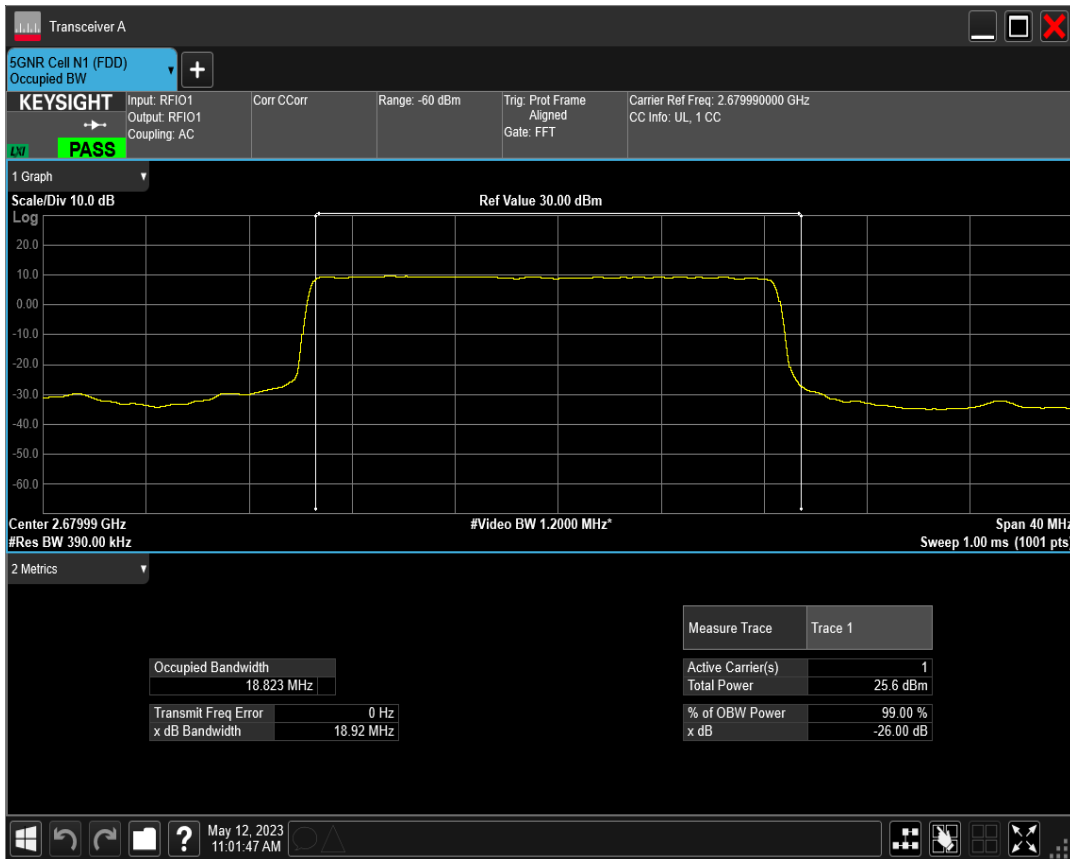 Transceiver A
5GNR Cell N1 (FDD)
Occupied BW
+
KEYSIGHT
LXI
PASS
Input: RFIO1
Output: RFIO1
Coupling: AC
Corr CCorr
Range: -60 dBm
Trig: Prot Frame
Aligned
Gate: FFT
Carrier Ref Freq: 2.679990000 GHz
CC Info: UL, 1 CC
1 Graph
Scale/Div 10.0 dB
Ref Value 30.00 dBm
Log
20.0
10.0
0.00
-10.0
-20.0
-30.0
-40.0
-50.0
-60.0
Center 2.67999 GHz
#Video BW 1.2000 MHz*
Span 40 MHz
#Res BW 390.00 kHz
Sweep 1.00 ms (1001 pts)
2 Metrics
Measure Trace Trace 1
Occupied Bandwidth
18.823 MHz
Active Carrier(s) 1
Total Power 25.6 dBm
Transmit Freq Error 0 Hz
x dB Bandwidth 18.92 MHz
% of OBW Power 99.00 %
x dB -26.00 dB
?
May 12, 2023
11:01:47 AM